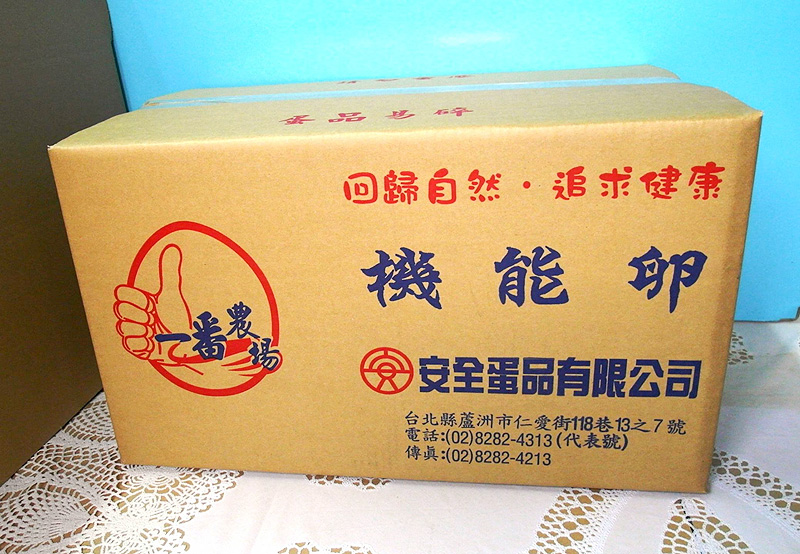 蛋品易碎
回歸自然・追求健康
機能卵
一番農場
安全蛋品有限公司
台北縣蘆洲市仁愛街118巷13之7號
電話:(02)8282-4313(代表號)
傳真:(02)8282-4213